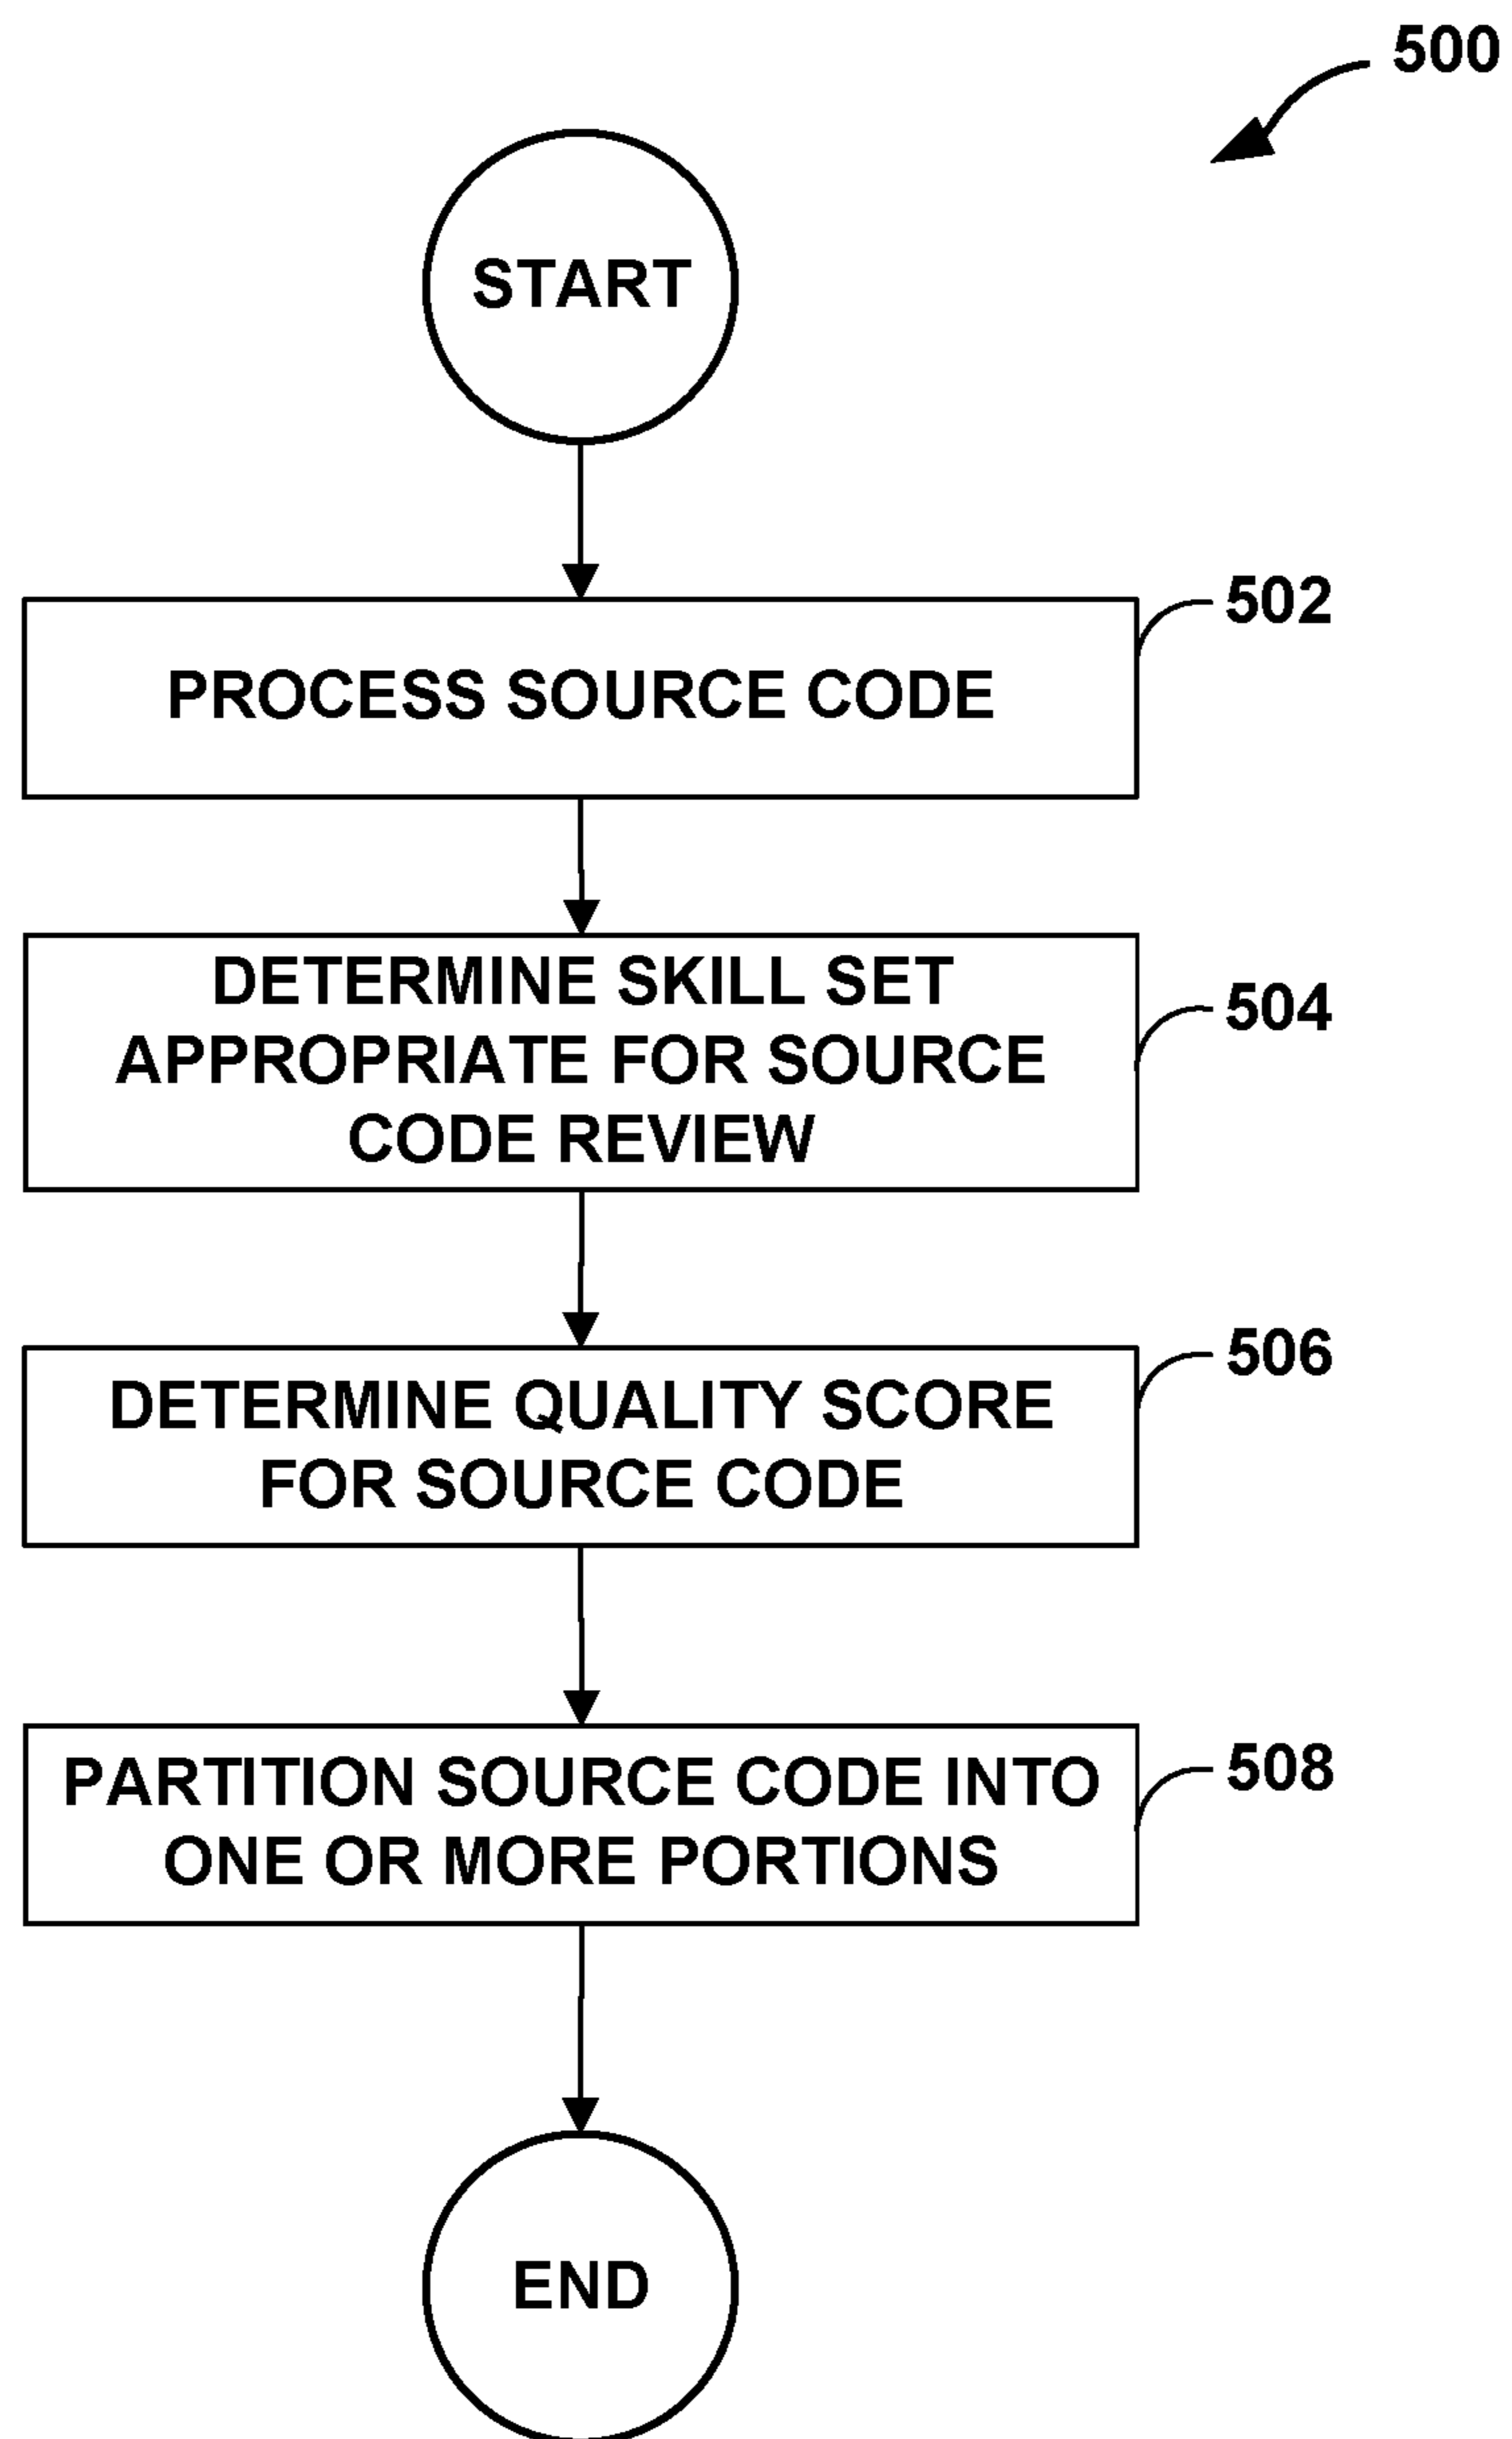 500
START
502
PROCESS SOURCE CODE
DETERMINE SKILL SET
APPROPRIATE FOR SOURCE
CODE REVIEW
504
506
DETERMINE QUALITY SCORE
FOR SOURCE CODE
508
PARTITION SOURCE CODE INTO
ONE OR MORE PORTIONS
END